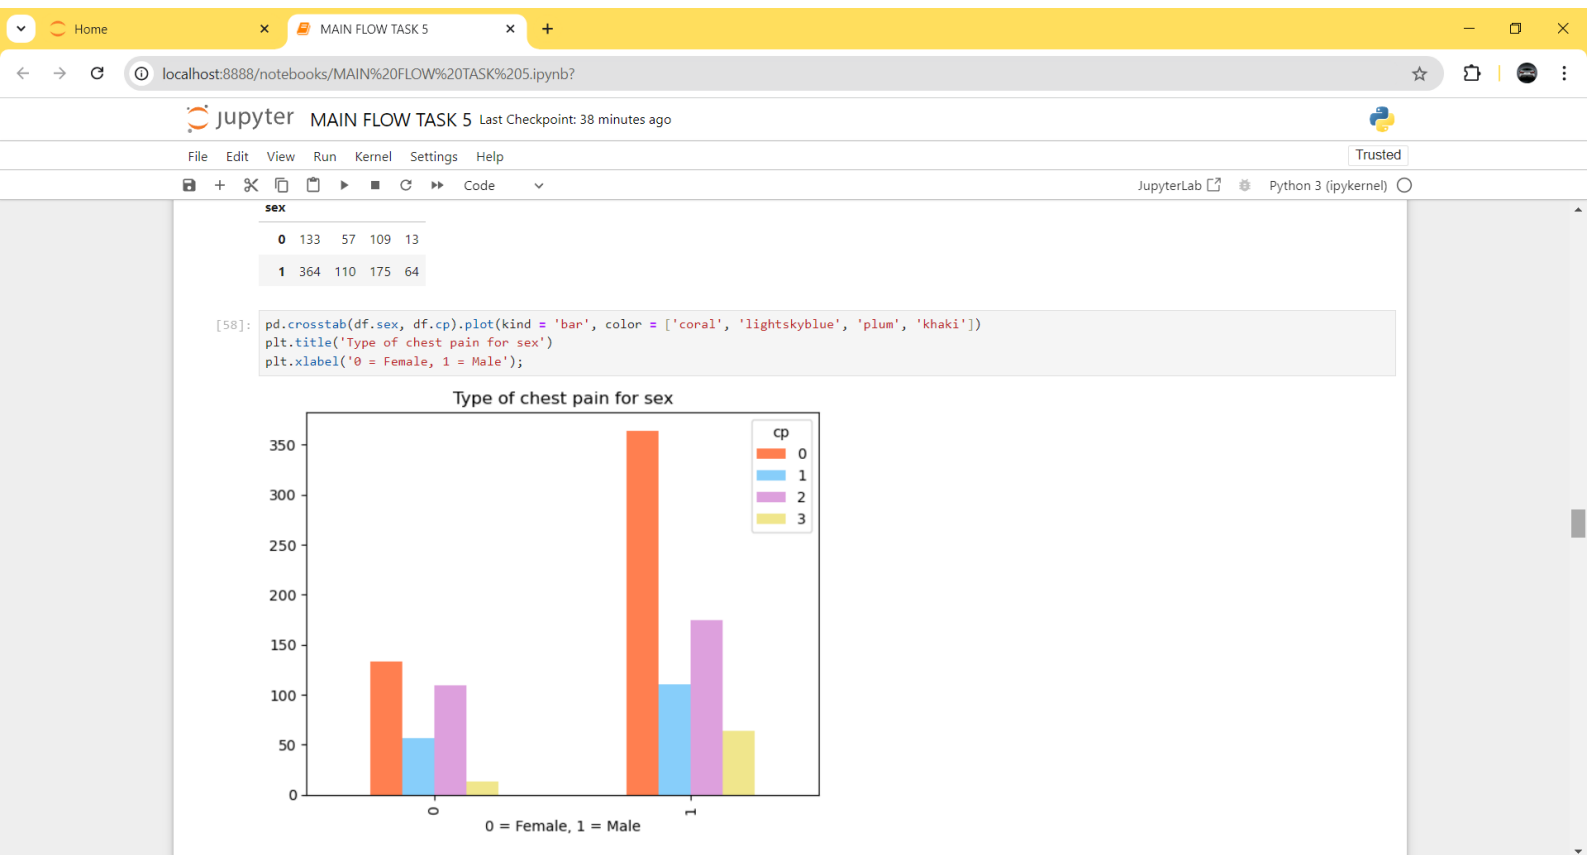 Home
MAIN FLOW TASK 5
localhost:8888/notebooks/MAIN%20FLOW%20TASK%205.ipynb?
jupyter MAIN FLOW TASK 5 Last Checkpoint: 38 minutes ago
File Edit View Run Kernel Settings Help
Trusted
Code
JupyterLab
Python 3 (ipykernel)
sex
0 133 57 109 13
1 364 110 175 64
[58]:
pd.crosstab(df.sex, df.cp).plot(kind = 'bar', color = ['coral', 'lightskyblue', 'plum', 'khaki'])
plt.title('Type of chest pain for sex')
plt.xlabel('0 = Female, 1 = Male');
Type of chest pain for sex
350
300
250
200
150
100
50
0
cp
0
1
2
3
0
1
0 = Female, 1 = Male